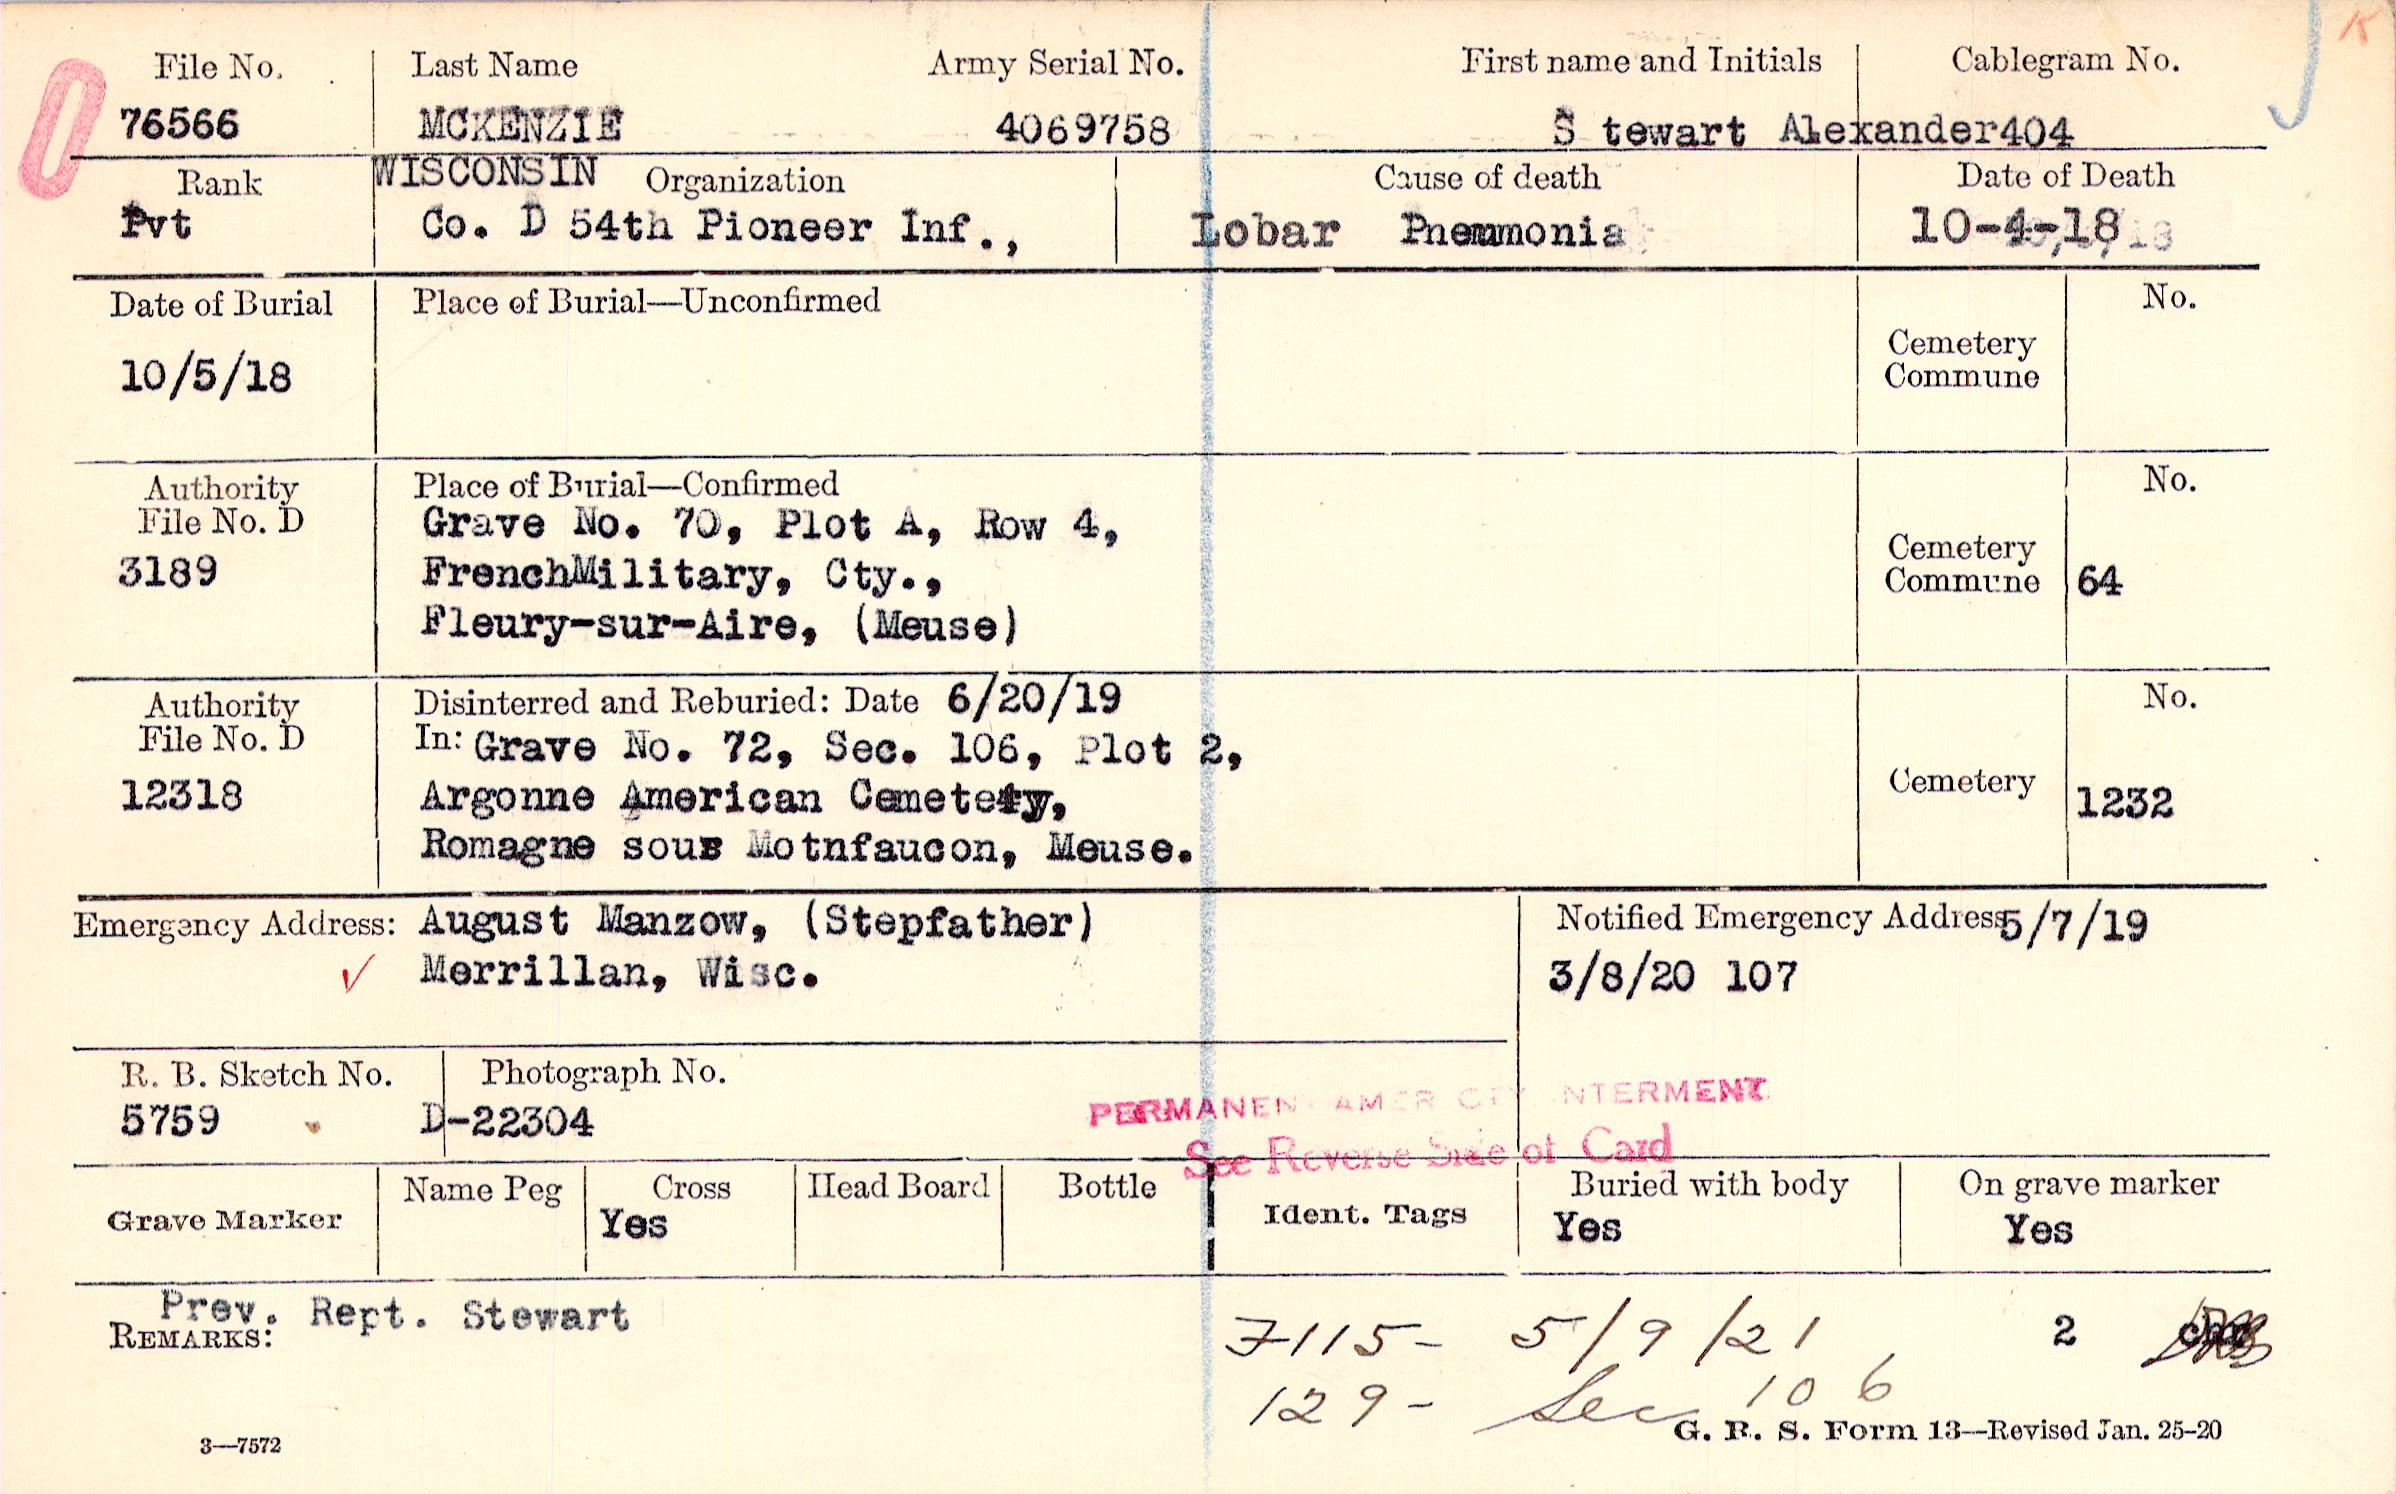 K
File No. Last Name Army Serial No. First name and Initials Cablegram No.
76566 MCKENZIE 4069758 S tewart Alexander404
Rank WISCONSIN Organization Cause of death Date of Death
Pvt Co. D 54th Pioneer Inf., Lobar Pneumonia 10-4-18
Date of Burial Place of Burial—Unconfirmed No.
10/5/18 Cemetery
Commune
Authority Place of Burial—Confirmed No.
File No. D Grave No. 70, Plot A, Row 4,
3189 FrenchMilitary, Cty., Cemetery
Commune 64
Fleury-sur-Aire, (Meuse)
Authority Disinterred and Reburied: Date 6/20/19 No.
File No. D In: Grave No. 72, Sec. 106, Plot 2,
12318 Argonne American Cemetery, Cemetery 1232
Romagne sous Motnfaucon, Meuse.
Emergency Address: August Manzow, (Stepfather) Notified Emergency Address 5/7/19
Merrillan, Wisc. 3/8/20 107
R. B. Sketch No. Photograph No.
5759 D-22304
PERMANENT AMER CTY INTERMENT
See Reverse Side of Card
Grave Marker Name Peg Cross Head Board Bottle Ident. Tags Buried with body On grave marker
Yes Yes Yes
Prev. Rept. Stewart
REMARKS: 7115- 5/9/21 2
129- Sec 106
3—7572 G. R. S. Form 13—Revised Jan. 25-20